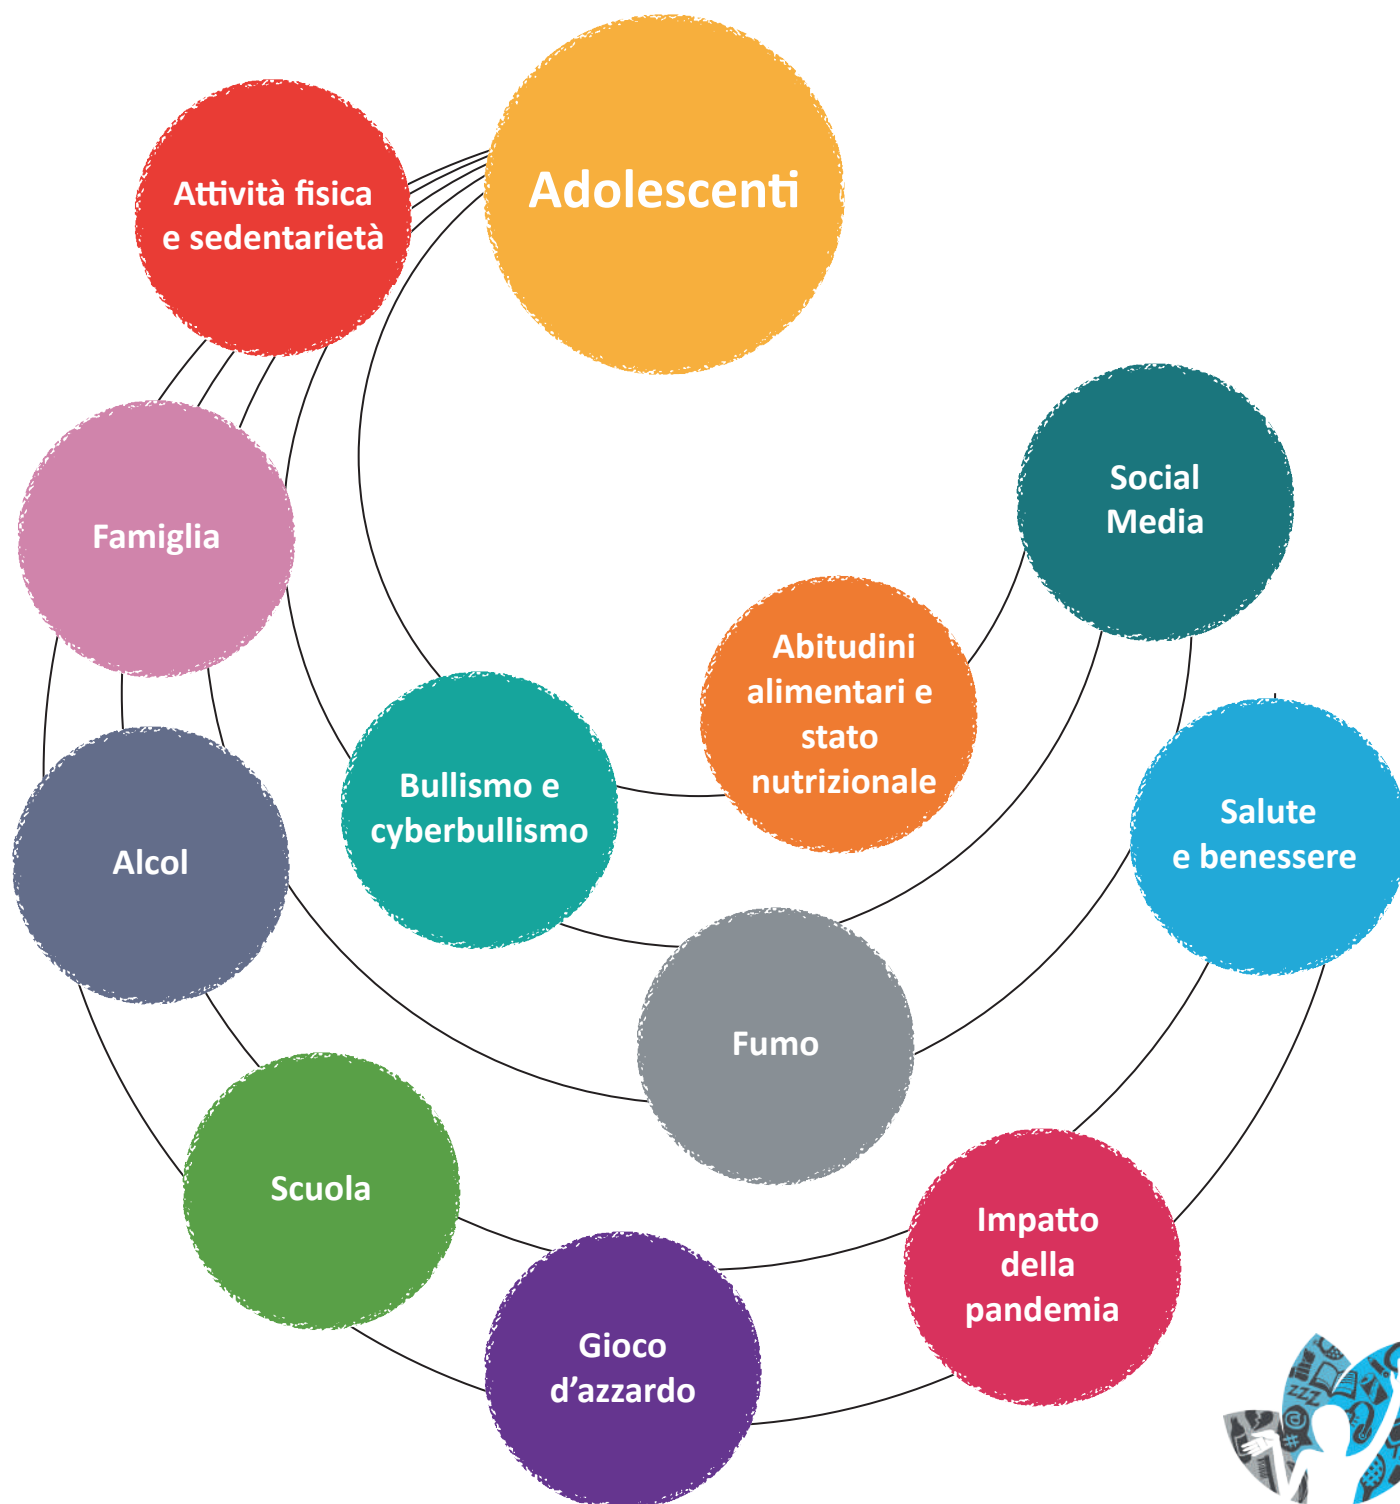 Adolescenti
Attività fisica
e sedentarietà
Social
Media
Famiglia
Abitudini
alimentari e
stato
nutrizionale
Bullismo e
cyberbullismo
Salute
e benessere
Alcol
Fumo
Scuola
Impatto
della
pandemia
Gioco
d’azzardo
zzz
@
#